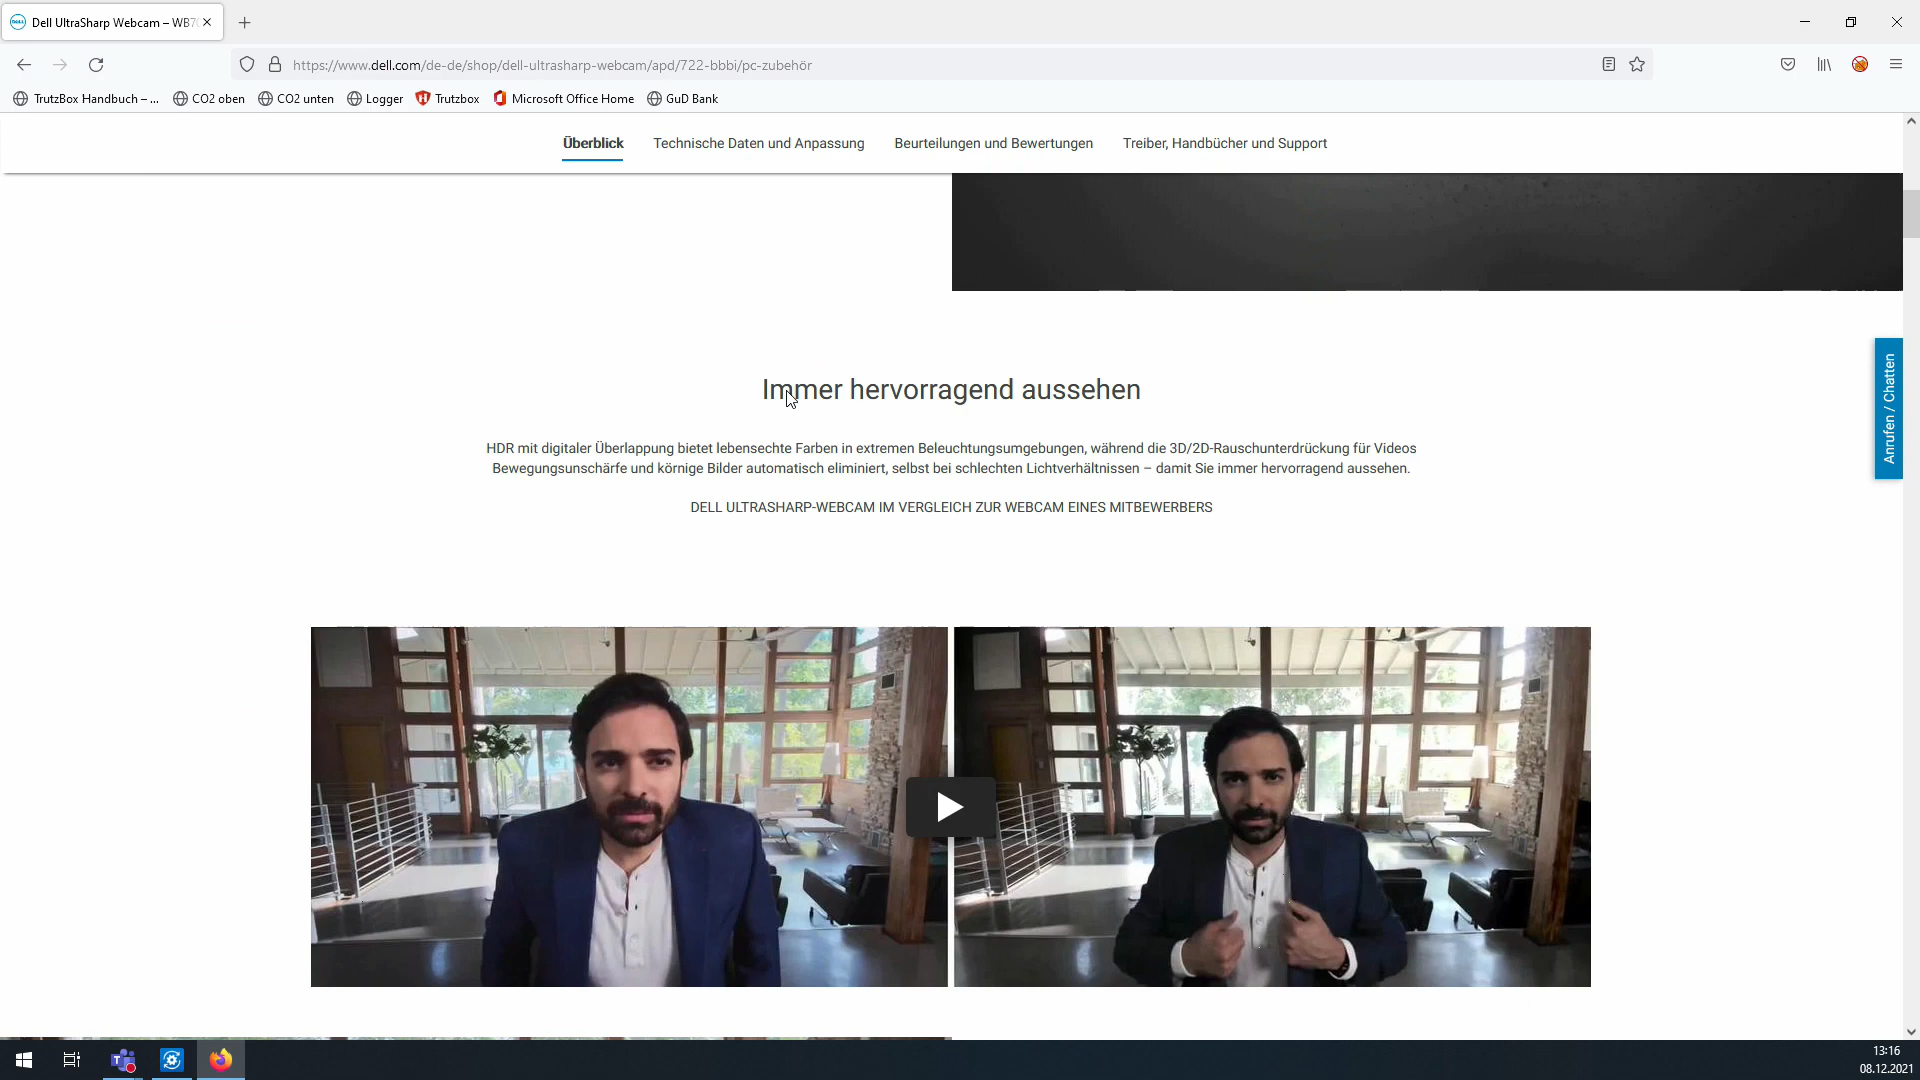 Dell UltraSharp Webcam – WB70
https://www.dell.com/de-de/shop/dell-ultrasharp-webcam/apd/722-bbbi/pc-zubehör
TrutzBox Handbuch – ... CO2 oben CO2 unten Logger Trutzbox Microsoft Office Home GuD Bank
Überblick Technische Daten und Anpassung Beurteilungen und Bewertungen Treiber, Handbücher und Support
Immer hervorragend aussehen
HDR mit digitaler Überlappung bietet lebensechte Farben in extremen Beleuchtungsumgebungen, während die 3D/2D-Rauschunterdrückung für Videos
Bewegungsunschärfe und körnige Bilder automatisch eliminiert, selbst bei schlechten Lichtverhältnissen – damit Sie immer hervorragend aussehen.
DELL ULTRASHARP-WEBCAM IM VERGLEICH ZUR WEBCAM EINES MITBEWERBERS
Anrufen / Chatten
13:16
08.12.2021